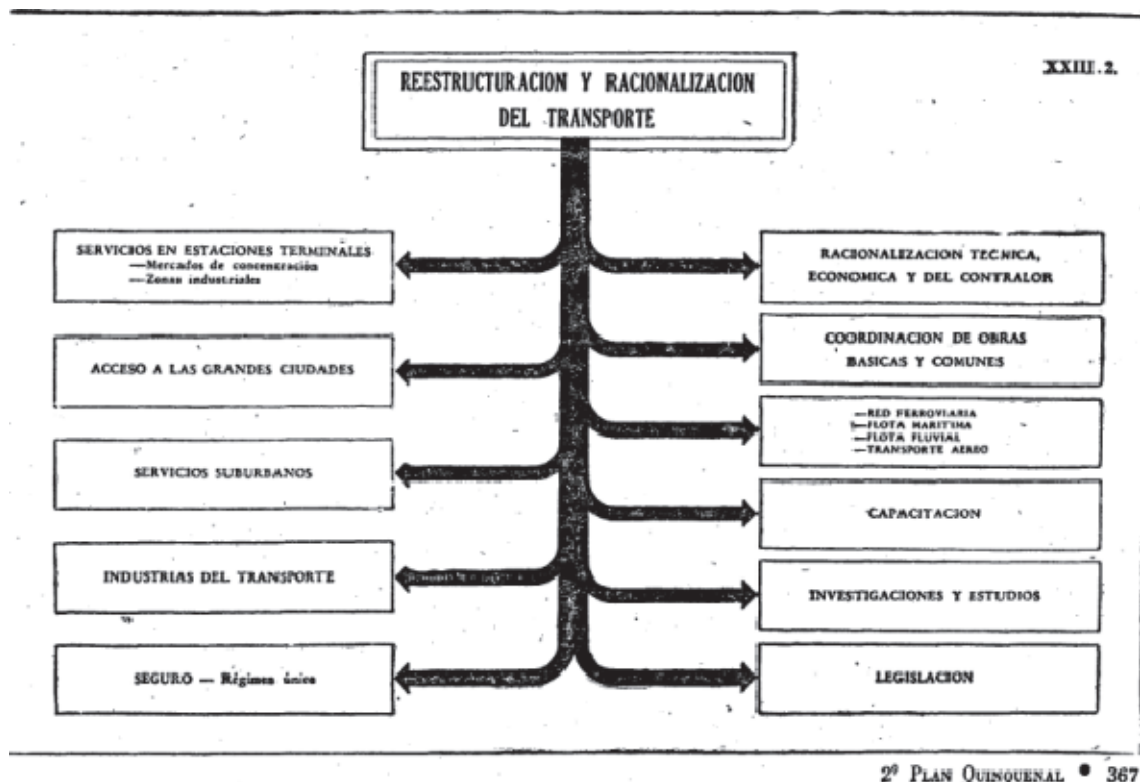 XXIII.2.
REESTRUCTURACION Y RACIONALIZACION
DEL TRANSPORTE
SERVICIOS EN ESTACIONES TERMINALES
—Mercados de concentración
—Zonas industriales
ACCESO A LAS GRANDES CIUDADES
SERVICIOS SUBURBANOS
INDUSTRIAS DEL TRANSPORTE
SEGURO — Régimen único
RACIONALIZACION TECNICA,
ECONOMICA Y DEL CONTRALOR
COORDINACION DE OBRAS
BASICAS Y COMUNES
—RED FERROVIARIA
—FLOTA MARITIMA
—FLOTA FLUVIAL
—TRANSPORTE AEREO
CAPACITACION
INVESTIGACIONES Y ESTUDIOS
LEGISLACION
2º PLAN QUINQUENAL • 367